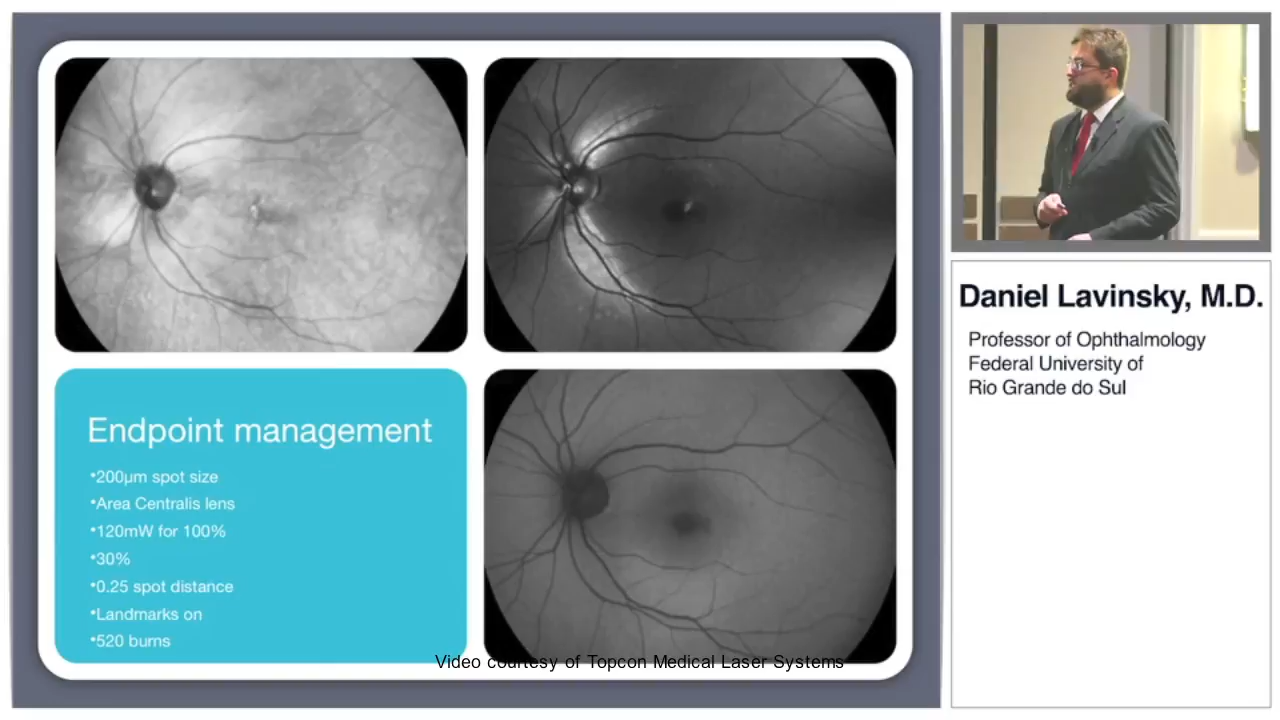 Endpoint management
•200µm spot size
•Area Centralis lens
•120mW for 100%
•30%
•0.25 spot distance
•Landmarks on
•520 burns
Video courtesy of Topcon Medical Laser Systems
Daniel Lavinsky, M.D.
Professor of Ophthalmology
Federal University of
Rio Grande do Sul